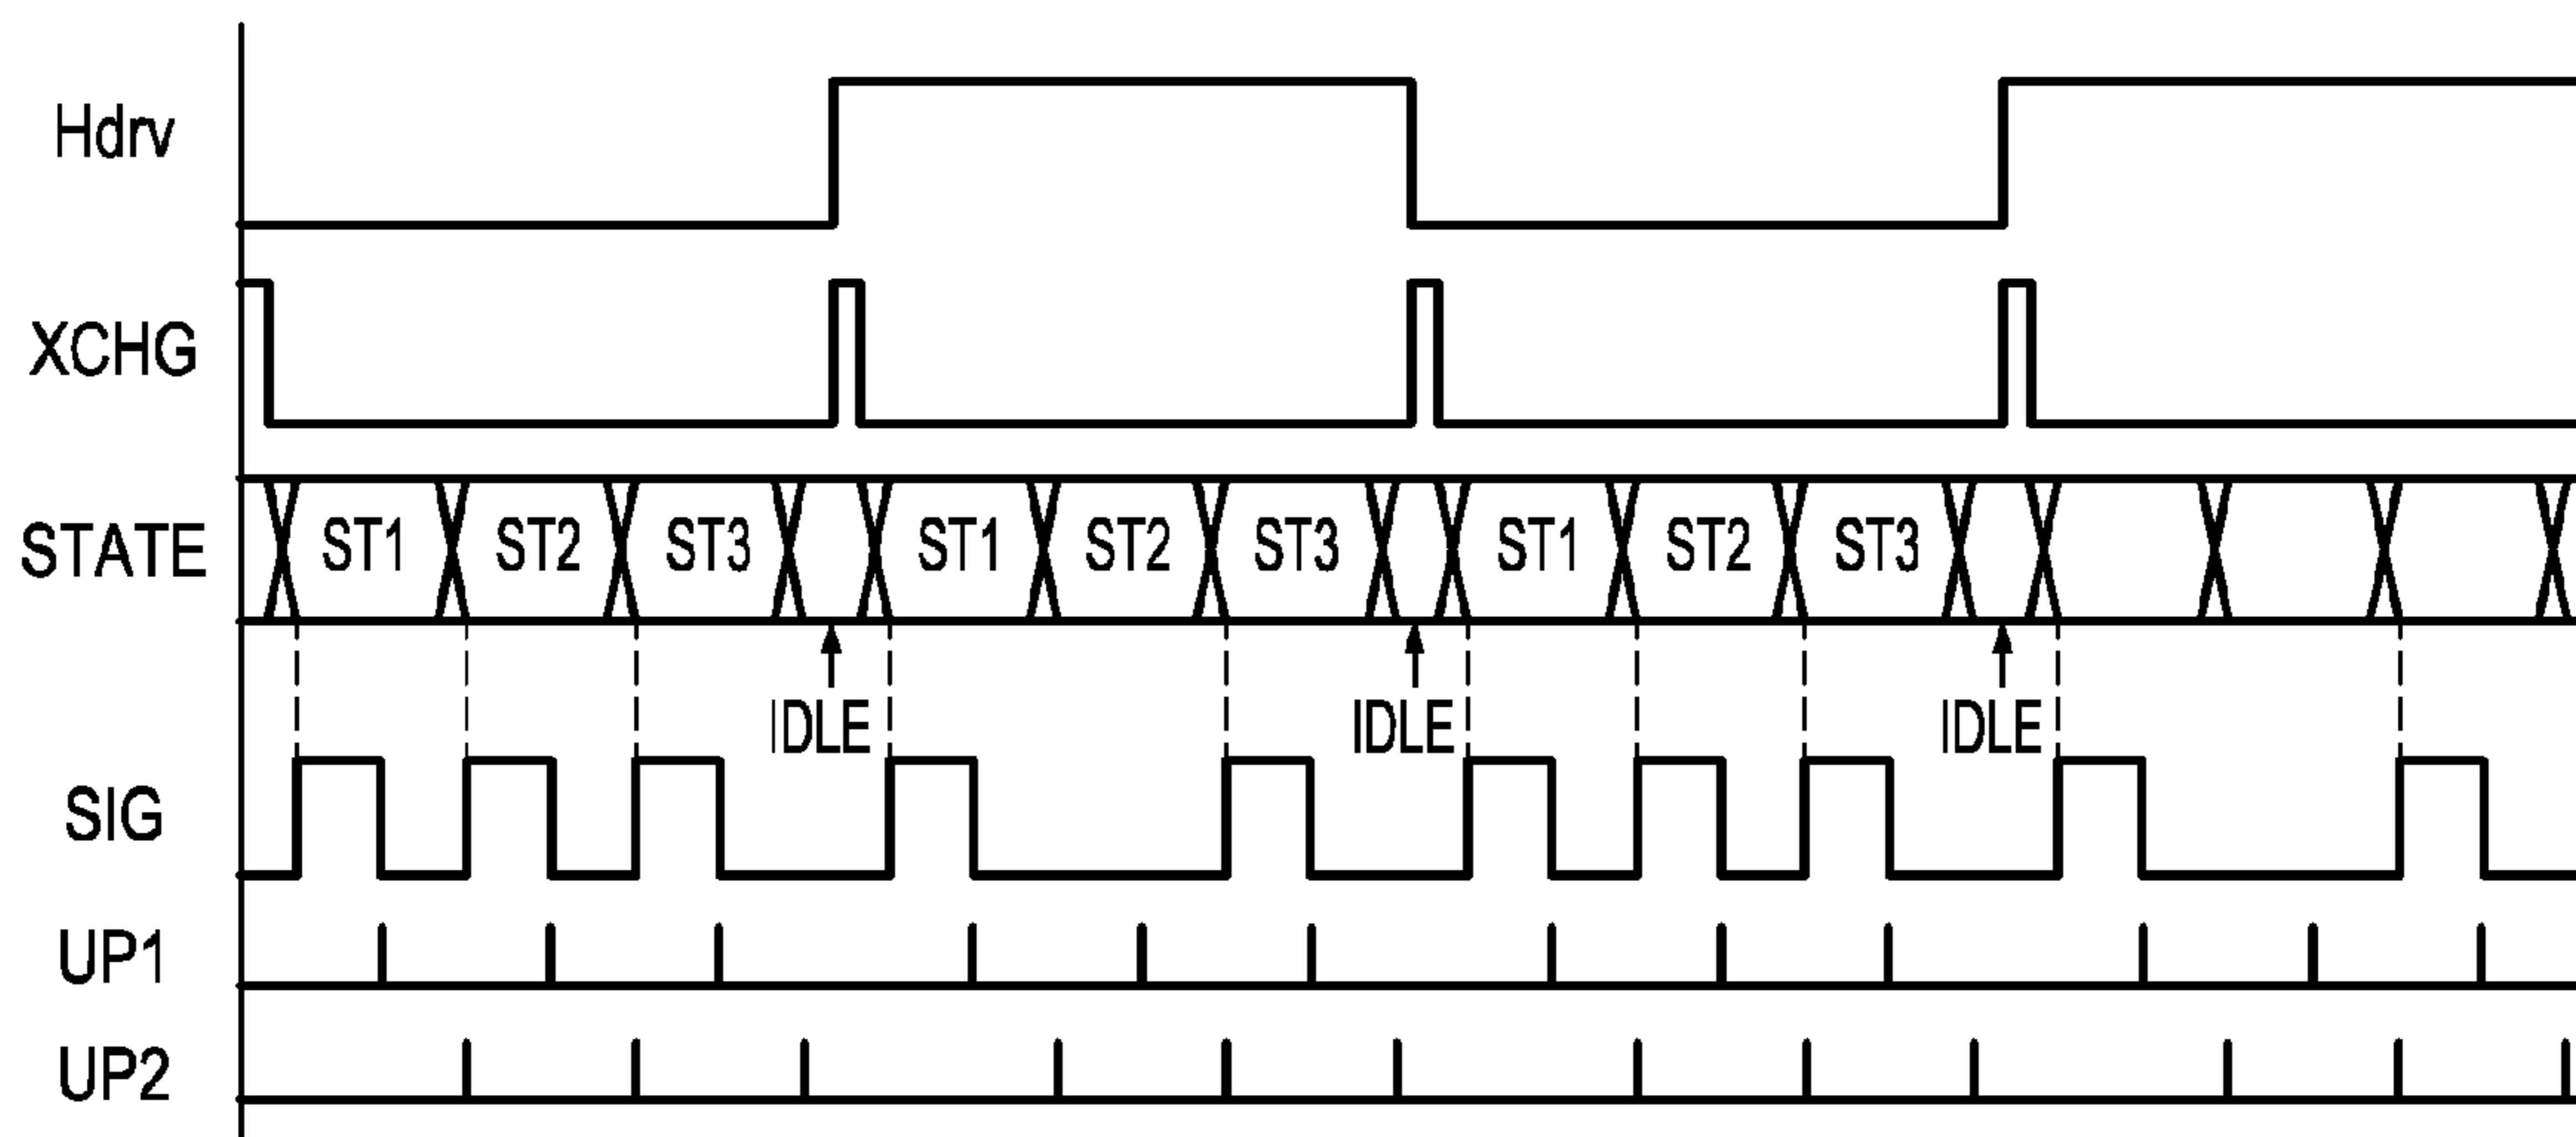 Hdrv
XCHG
STATE ST1 ST2 ST3 ST1 ST2 ST3 ST1 ST2 ST3
IDLE IDLE IDLE
SIG
UP1
UP2